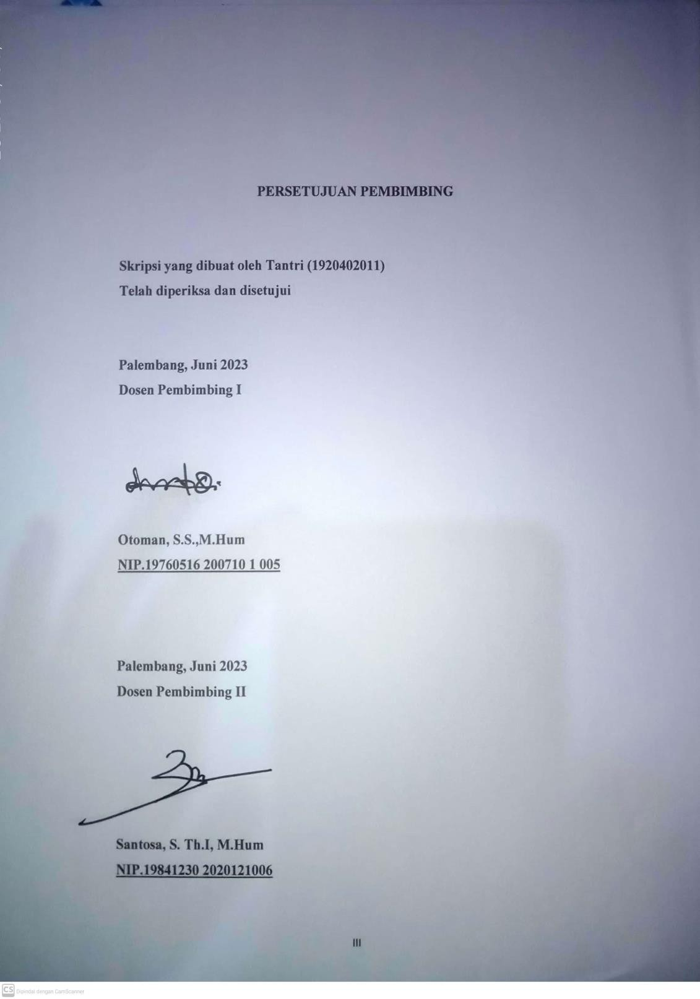 PERSETUJUAN PEMBIMBING
Skripsi yang dibuat oleh Tantri (1920402011)
Telah diperiksa dan disetujui
Palembang, Juni 2023
Dosen Pembimbing I
Otoman, S.S.,M.Hum
NIP.19760516 200710 1 005
Palembang, Juni 2023
Dosen Pembimbing II
Santosa, S. Th.I, M.Hum
NIP.19841230 2020121006
III
CS Dipindai dengan CamScanner